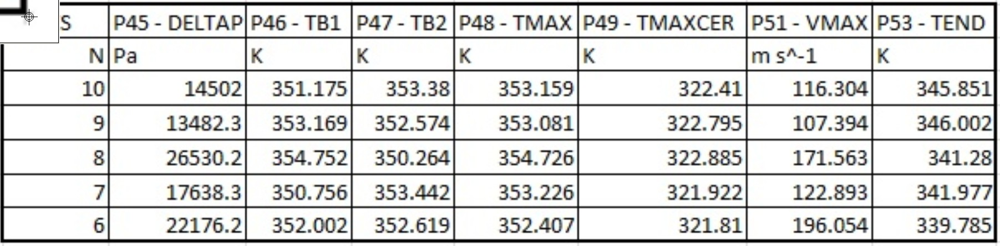 S P45 - DELTAP P46 - TB1 P47 - TB2 P48 - TMAX P49 - TMAXCER P51 - VMAX P53 - TEND
N Pa K K K K m s^-1 K
10 14502 351.175 353.38 353.159 322.41 116.304 345.851
9 13482.3 353.169 352.574 353.081 322.795 107.394 346.002
8 26530.2 354.752 350.264 354.726 322.885 171.563 341.28
7 17638.3 350.756 353.442 353.226 321.922 122.893 341.977
6 22176.2 352.002 352.619 352.407 321.81 196.054 339.785